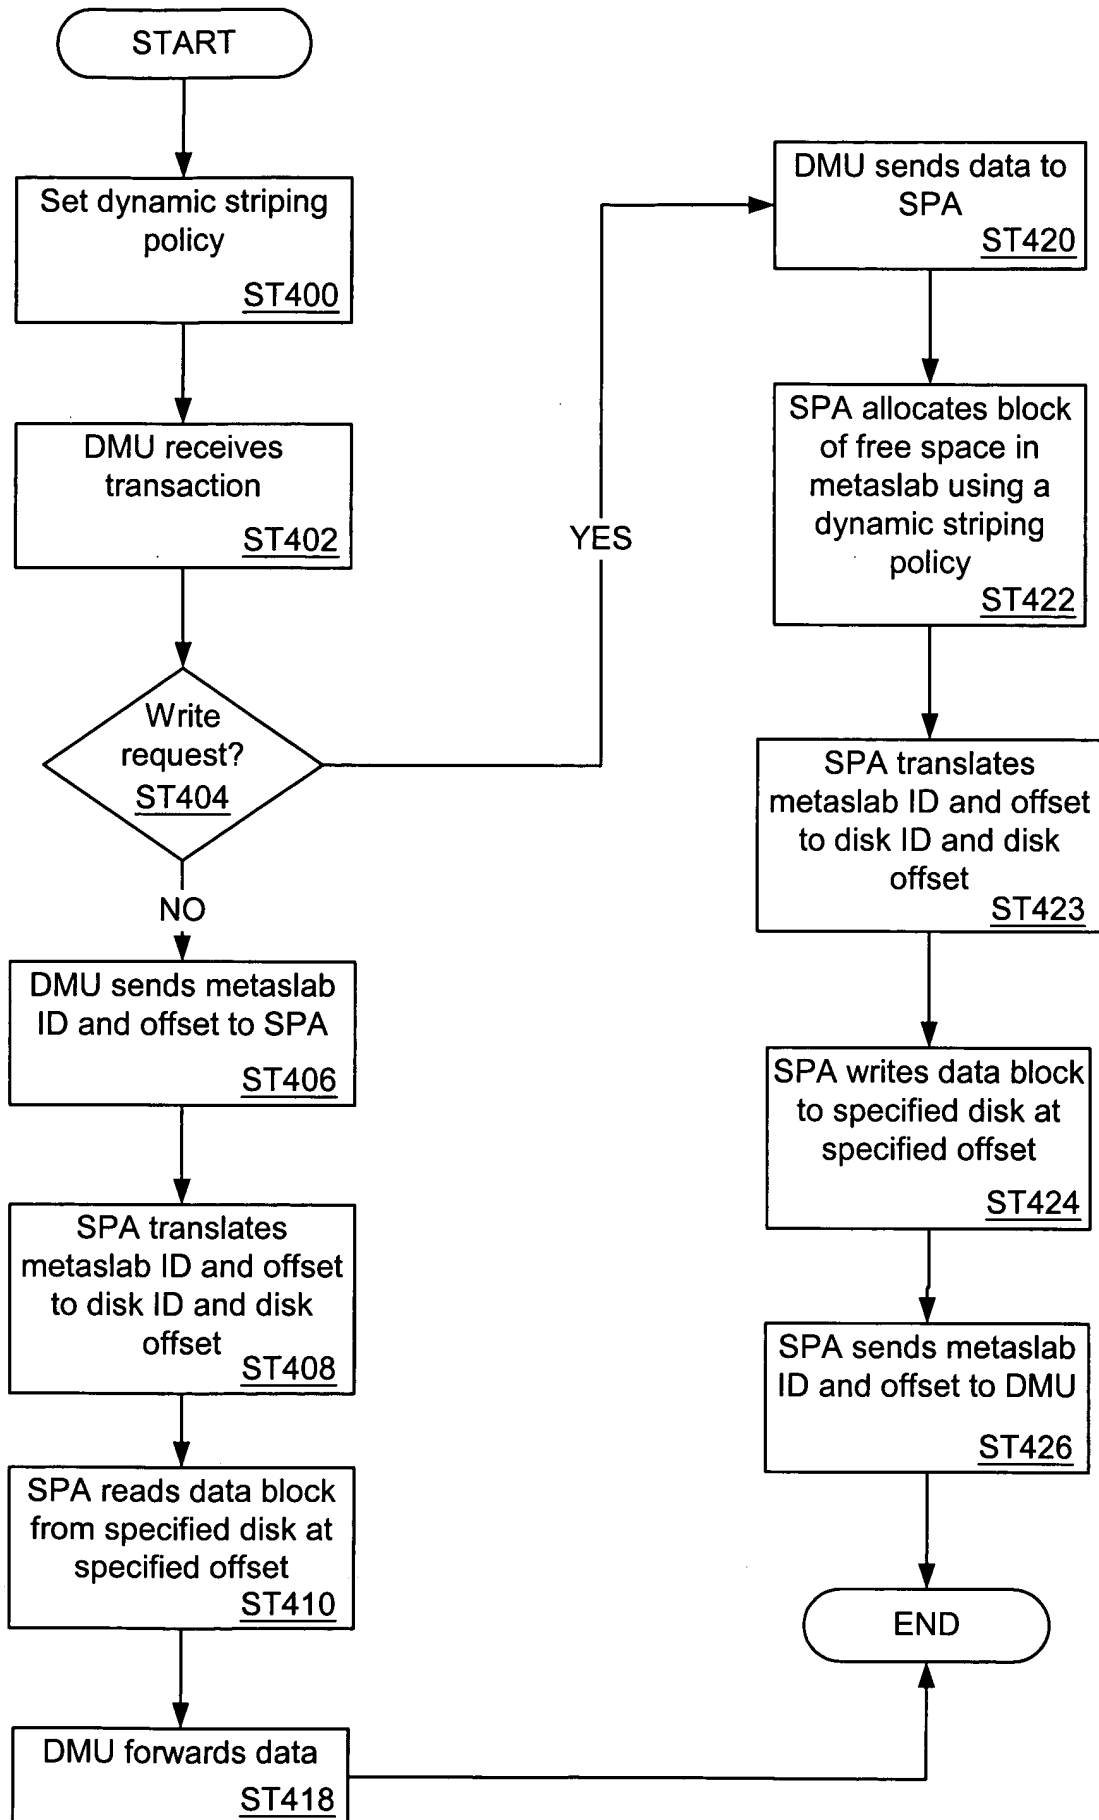 START
Set dynamic striping
policy
ST400
DMU receives
transaction
ST402
Write
request?
ST404
YES
NO
DMU sends metaslab
ID and offset to SPA
ST406
SPA translates
metaslab ID and offset
to disk ID and disk
offset
ST408
SPA reads data block
from specified disk at
specified offset
ST410
DMU forwards data
ST418
DMU sends data to
SPA
ST420
SPA allocates block
of free space in
metaslab using a
dynamic striping
policy
ST422
SPA translates
metaslab ID and offset
to disk ID and disk
offset
ST423
SPA writes data block
to specified disk at
specified offset
ST424
SPA sends metaslab
ID and offset to DMU
ST426
END